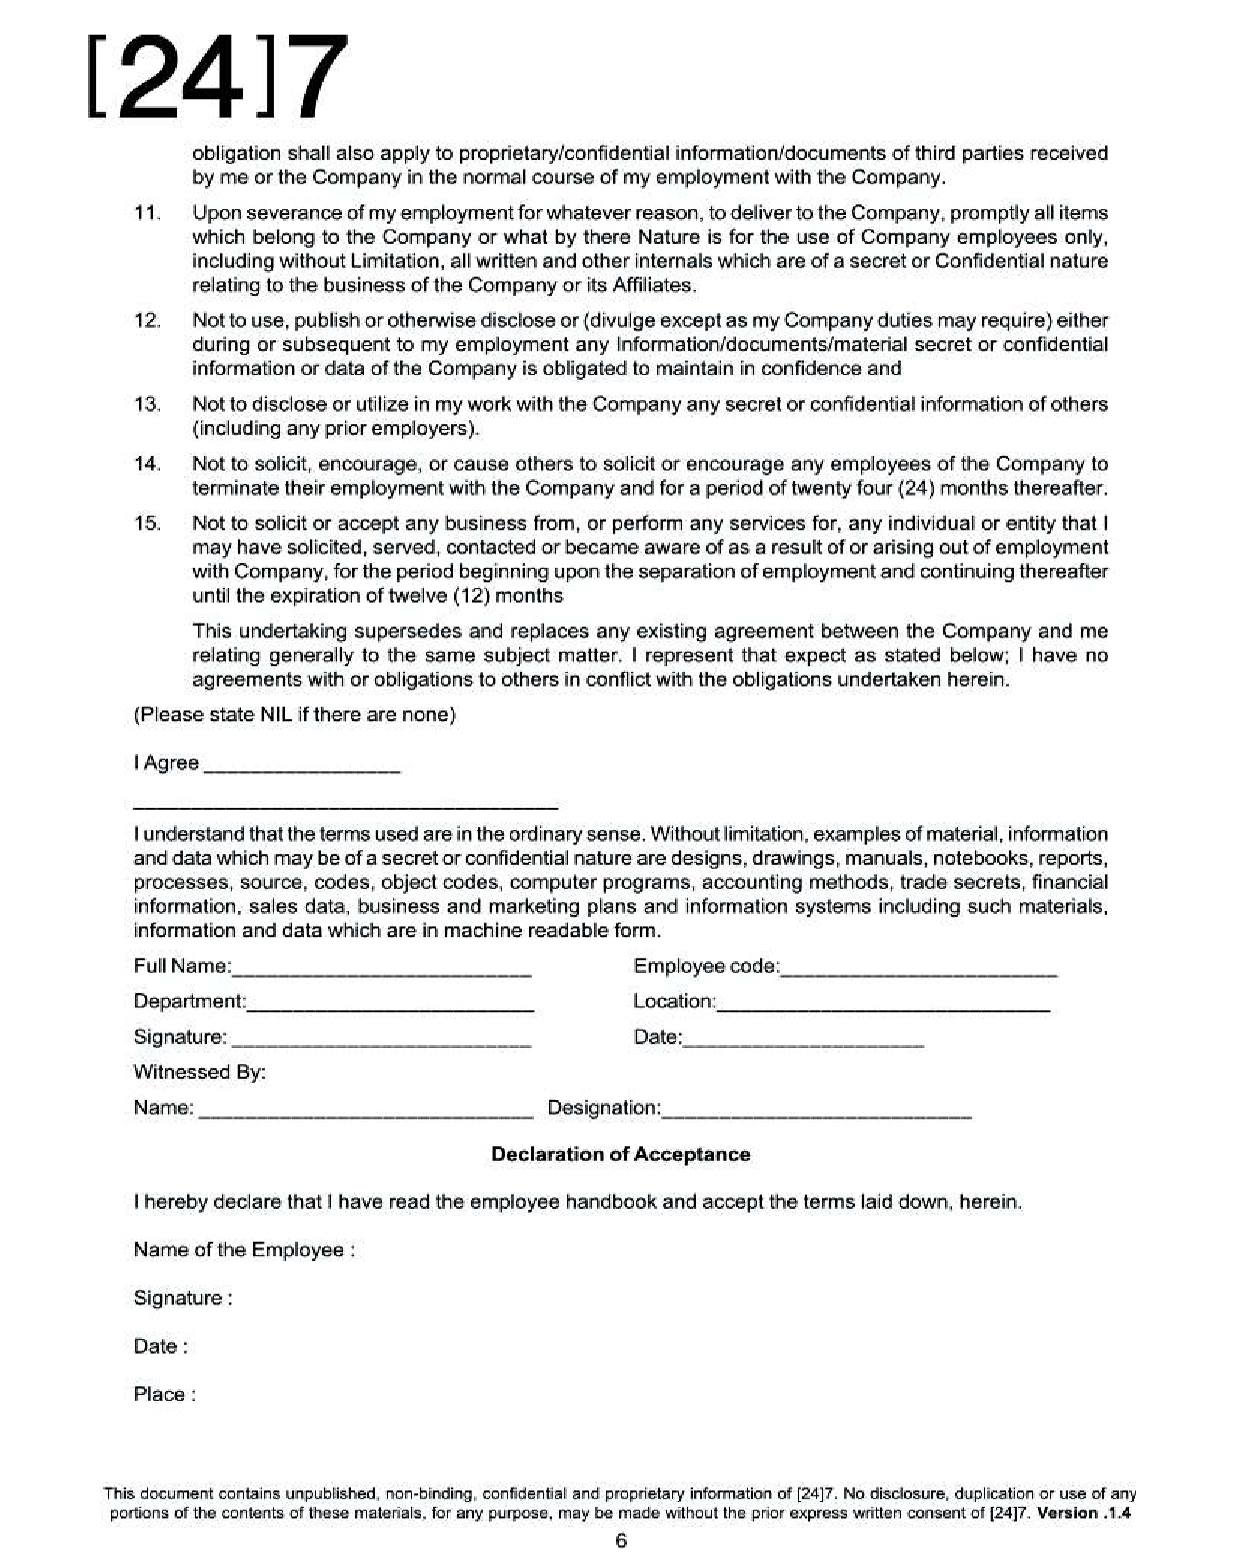 [24]7
obligation shall also apply to proprietary/confidential information/documents of third parties received
by me or the Company in the normal course of my employment with the Company.
11. Upon severance of my employment for whatever reason, to deliver to the Company, promptly all items
which belong to the Company or what by there Nature is for the use of Company employees only,
including without Limitation, all written and other internals which are of a secret or Confidential nature
relating to the business of the Company or its Affiliates.
12. Not to use, publish or otherwise disclose or (divulge except as my Company duties may require) either
during or subsequent to my employment any Information/documents/material secret or confidential
information or data of the Company is obligated to maintain in confidence and
13. Not to disclose or utilize in my work with the Company any secret or confidential information of others
(including any prior employers).
14. Not to solicit, encourage, or cause others to solicit or encourage any employees of the Company to
terminate their employment with the Company and for a period of twenty four (24) months thereafter.
15. Not to solicit or accept any business from, or perform any services for, any individual or entity that I
may have solicited, served, contacted or became aware of as a result of or arising out of employment
with Company, for the period beginning upon the separation of employment and continuing thereafter
until the expiration of twelve (12) months
This undertaking supersedes and replaces any existing agreement between the Company and me
relating generally to the same subject matter. I represent that expect as stated below; I have no
agreements with or obligations to others in conflict with the obligations undertaken herein.
(Please state NIL if there are none)
I Agree __________________
_______________________________________
I understand that the terms used are in the ordinary sense. Without limitation, examples of material, information
and data which may be of a secret or confidential nature are designs, drawings, manuals, notebooks, reports,
processes, source, codes, object codes, computer programs, accounting methods, trade secrets, financial
information, sales data, business and marketing plans and information systems including such materials,
information and data which are in machine readable form.
Full Name:___________________________ Employee code:_________________________
Department:__________________________ Location:______________________________
Signature: ___________________________ Date:______________________
Witnessed By:
Name: ______________________________ Designation:____________________________
Declaration of Acceptance
I hereby declare that I have read the employee handbook and accept the terms laid down, herein.
Name of the Employee :
Signature :
Date :
Place :
This document contains unpublished, non-binding, confidential and proprietary information of [24]7. No disclosure, duplication or use of any
portions of the contents of these materials, for any purpose, may be made without the prior express written consent of [24]7. Version .1.4
6